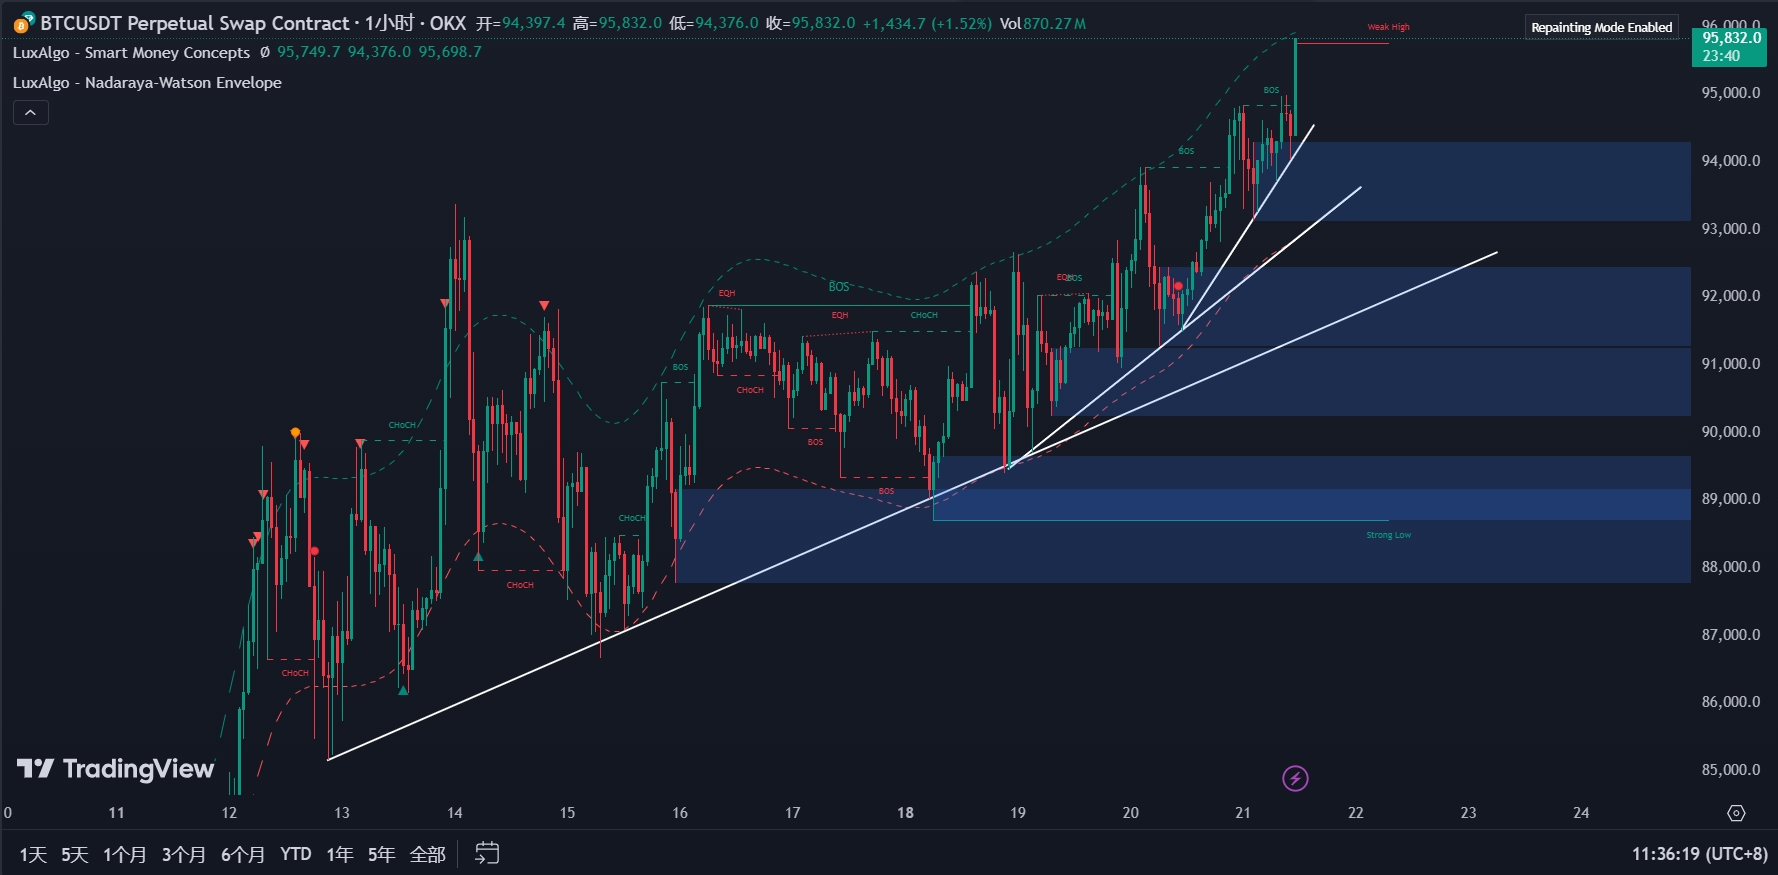 BTCUSDT Perpetual Swap Contract · 1小时 · OKX 开=94,397.4 高=95,832.0 低=94,376.0 收=95,832.0 +1,434.7 (+1.52%) Vol870.27 M
LuxAlgo - Smart Money Concepts Ø 95,749.7 94,376.0 95,698.7
LuxAlgo - Nadaraya-Watson Envelope
Repainting Mode Enabled
Weak High
96,000.0
95,832.0
23:40
95,000.0
94,000.0
93,000.0
92,000.0
91,000.0
90,000.0
89,000.0
88,000.0
87,000.0
86,000.0
85,000.0
BOS
BOS
EQH
BOS
BOS
EQH
EQH
CHoCH
BOS
CHoCH
CHoCH
BOS
BOS
CHoCH
Strong Low
CHoCH
CHoCH
TradingView
0 11 12 13 14 15 16 17 18 19 20 21 22 23 24
1天 5天 1个月 3个月 6个月 YTD 1年 5年 全部
11:36:19 (UTC+8)